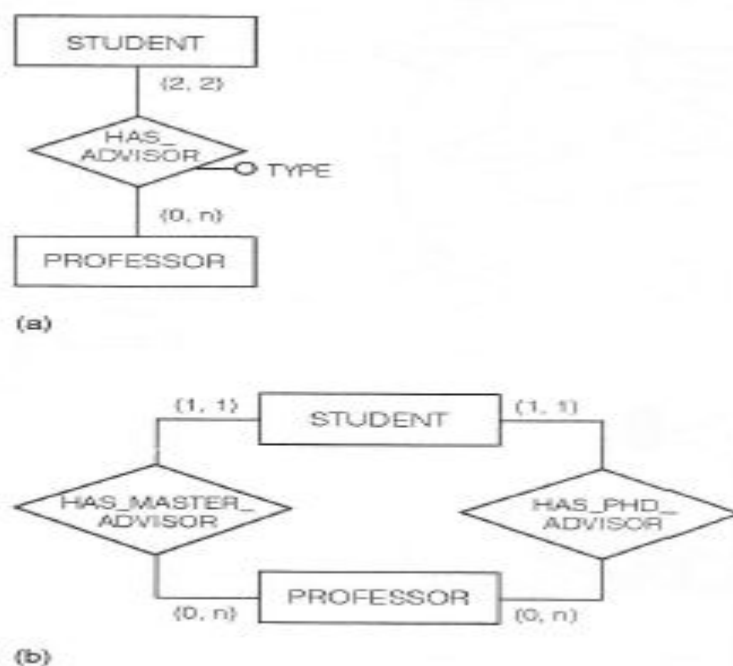 STUDENT
(2, 2)
HAS_
ADVISOR
TYPE
(0, n)
PROFESSOR
(a)
(1, 1) STUDENT (1, 1)
HAS_MASTER_
ADVISOR
HAS_PHD_
ADVISOR
(0, n) PROFESSOR (0, n)
(b)